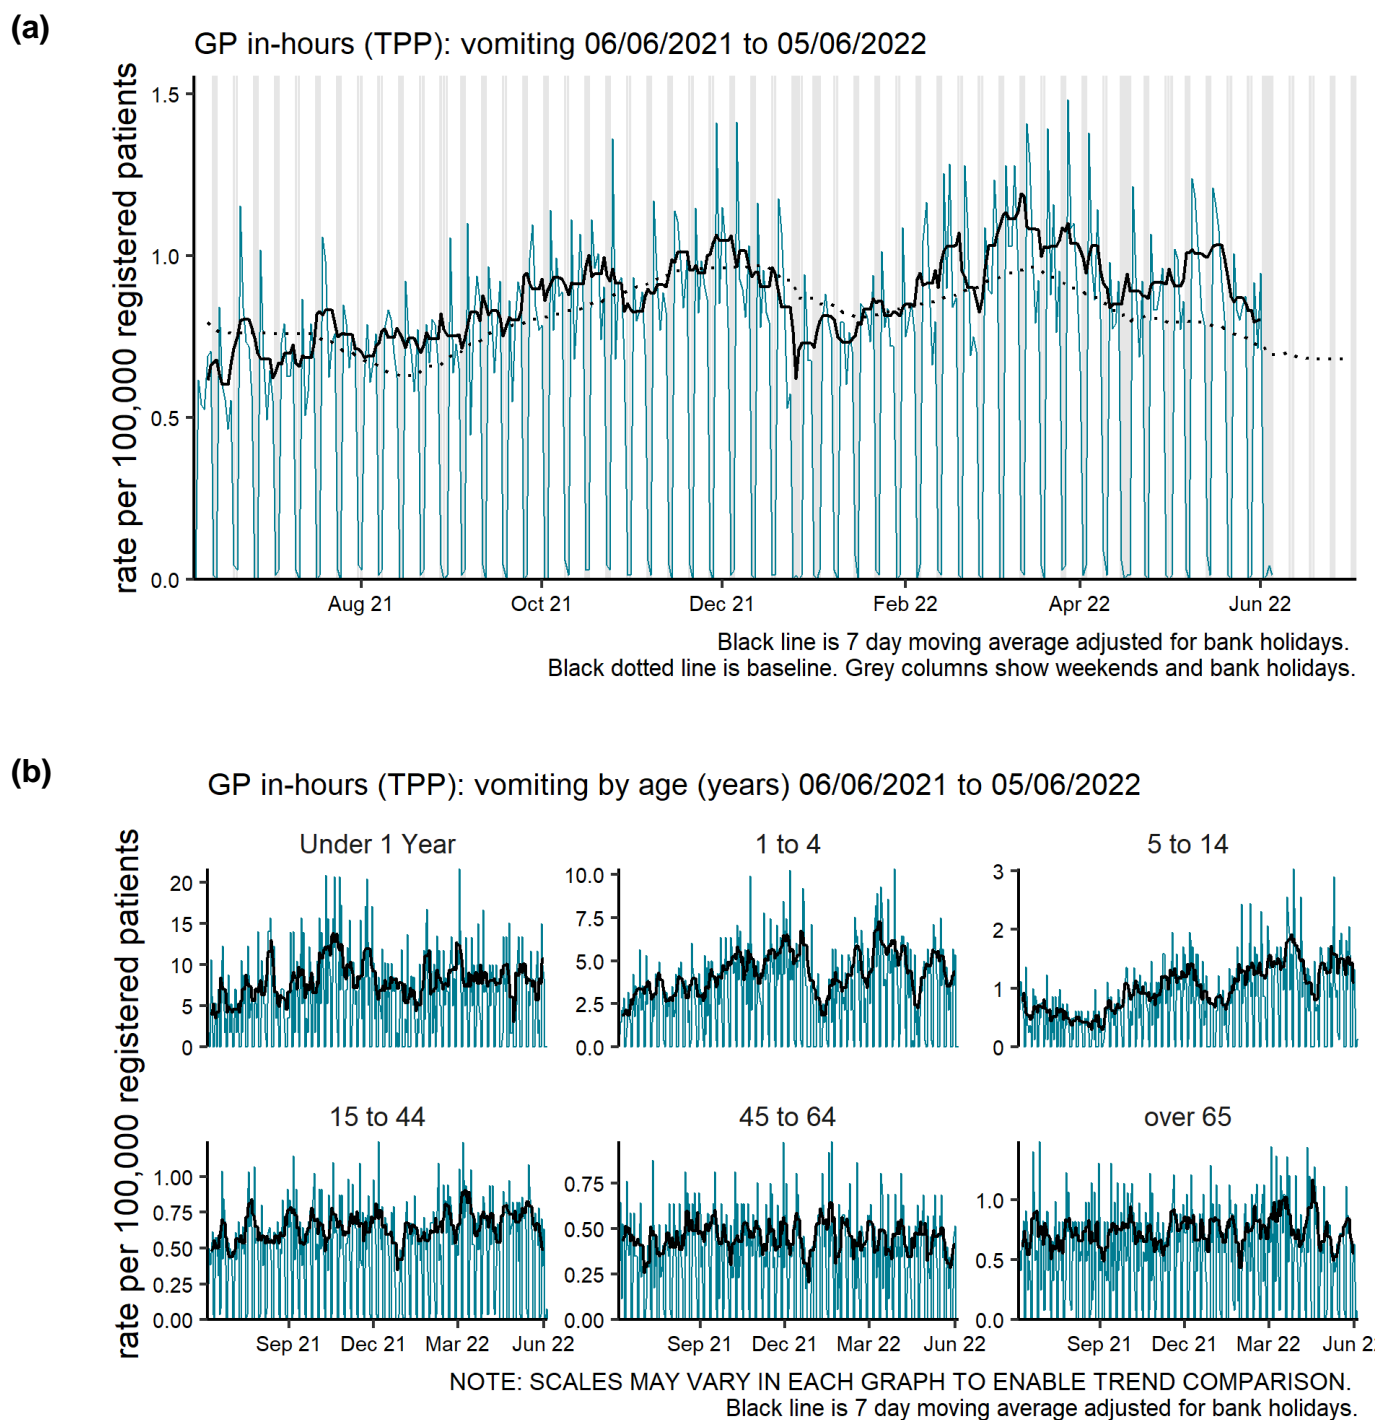 (a)
GP in-hours (TPP): vomiting 06/06/2021 to 05/06/2022
rate per 100,000 registered patients
1.5
1.0
0.5
0.0
Aug 21 Oct 21 Dec 21 Feb 22 Apr 22 Jun 22
Black line is 7 day moving average adjusted for bank holidays.
Black dotted line is baseline. Grey columns show weekends and bank holidays.
(b)
GP in-hours (TPP): vomiting by age (years) 06/06/2021 to 05/06/2022
rate per 100,000 registered patients
Under 1 Year
20
15
10
5
0
1 to 4
10.0
7.5
5.0
2.5
0.0
5 to 14
3
2
1
0
15 to 44
1.00
0.75
0.50
0.25
0.00
Sep 21 Dec 21 Mar 22 Jun 22
45 to 64
0.75
0.50
0.25
0.00
Sep 21 Dec 21 Mar 22 Jun 22
over 65
1.0
0.5
0.0
Sep 21 Dec 21 Mar 22 Jun 2
NOTE: SCALES MAY VARY IN EACH GRAPH TO ENABLE TREND COMPARISON.
Black line is 7 day moving average adjusted for bank holidays.